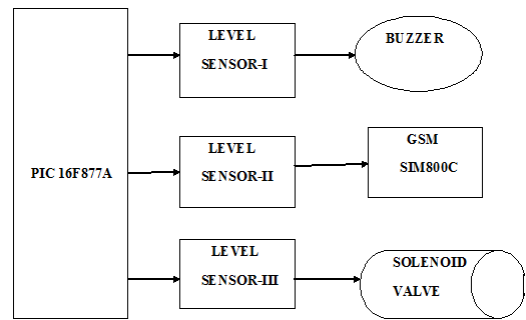 LEVEL
SENSOR-I
BUZZER
PIC 16F877A
LEVEL
SENSOR-II
GSM
SIM800C
LEVEL
SENSOR-III
SOLENOID
VALVE